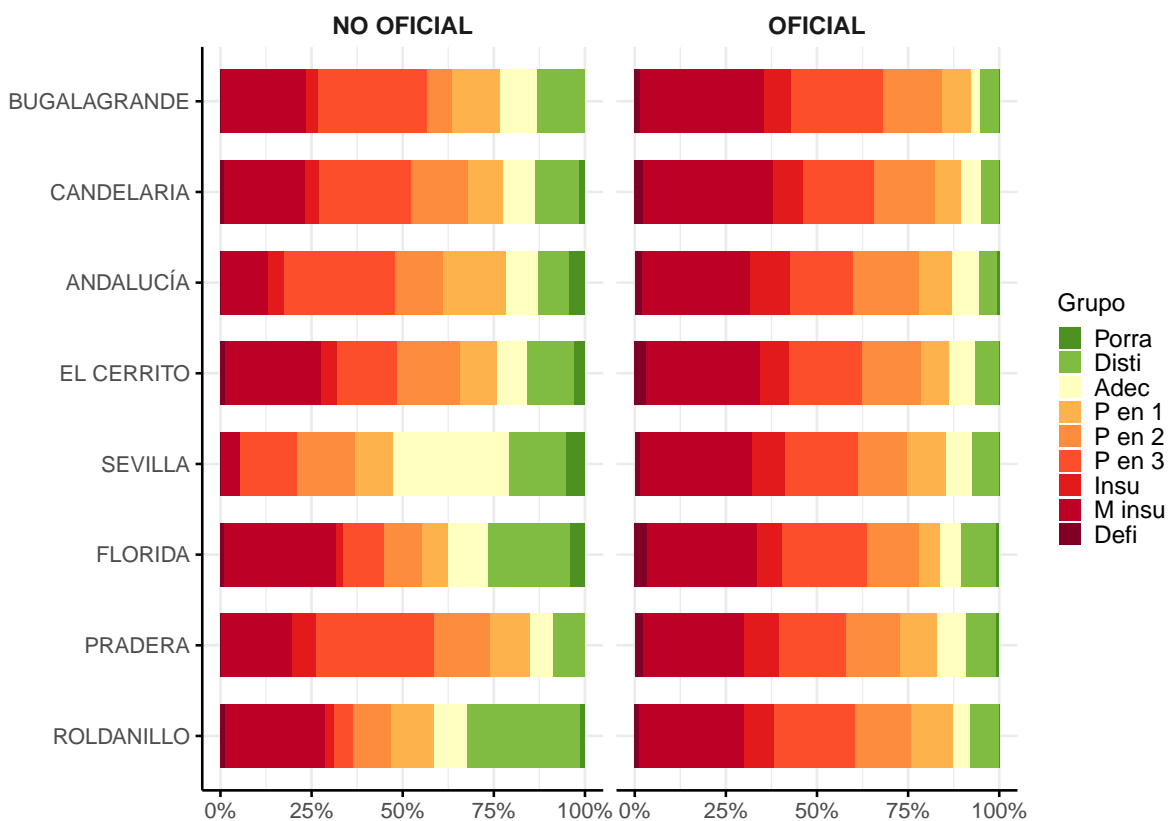 NO OFICIAL
OFICIAL
BUGALAGRANDE
CANDELARIA
ANDALUCÍA
EL CERRITO
SEVILLA
FLORIDA
PRADERA
ROLDANILLO
0% 25% 50% 75% 100%
0% 25% 50% 75% 100%
Grupo
Porra
Disti
Adec
P en 1
P en 2
P en 3
Insu
M insu
Defi